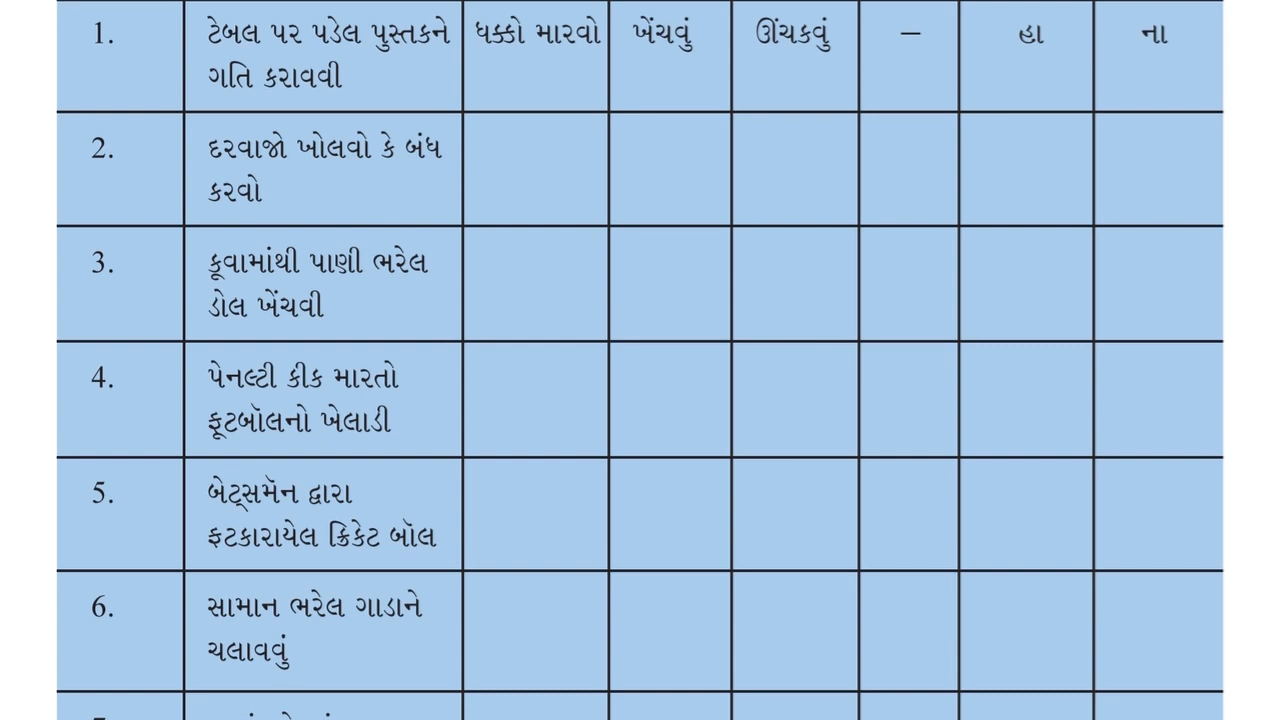 1. ટેબલ પર પડેલ પુસ્તકને ધક્કો મારવો ખેંચવું ઊંચકવું – હા ના
ગતિ કરાવવી
2. દરવાજો ખોલવો કે બંધ
કરવો
3. કૂવામાંથી પાણી ભરેલ
ડોલ ખેંચવી
4. પેનલ્ટી કીક મારતો
ફૂટબૉલનો ખેલાડી
5. બેટ્સમૅન દ્વારા
ફટકારાયેલ ક્રિકેટ બૉલ
6. સામાન ભરેલ ગાડાને
ચલાવવું